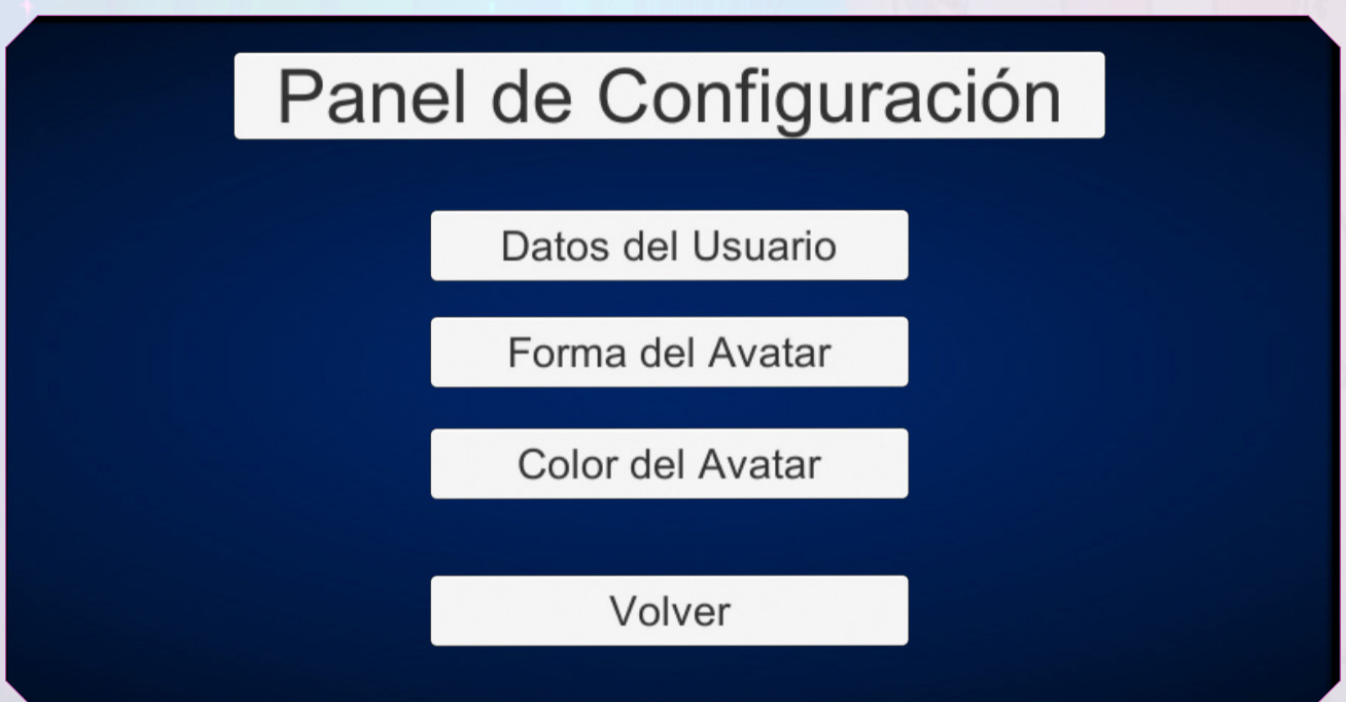 Panel de Configuración
Datos del Usuario
Forma del Avatar
Color del Avatar
Volver